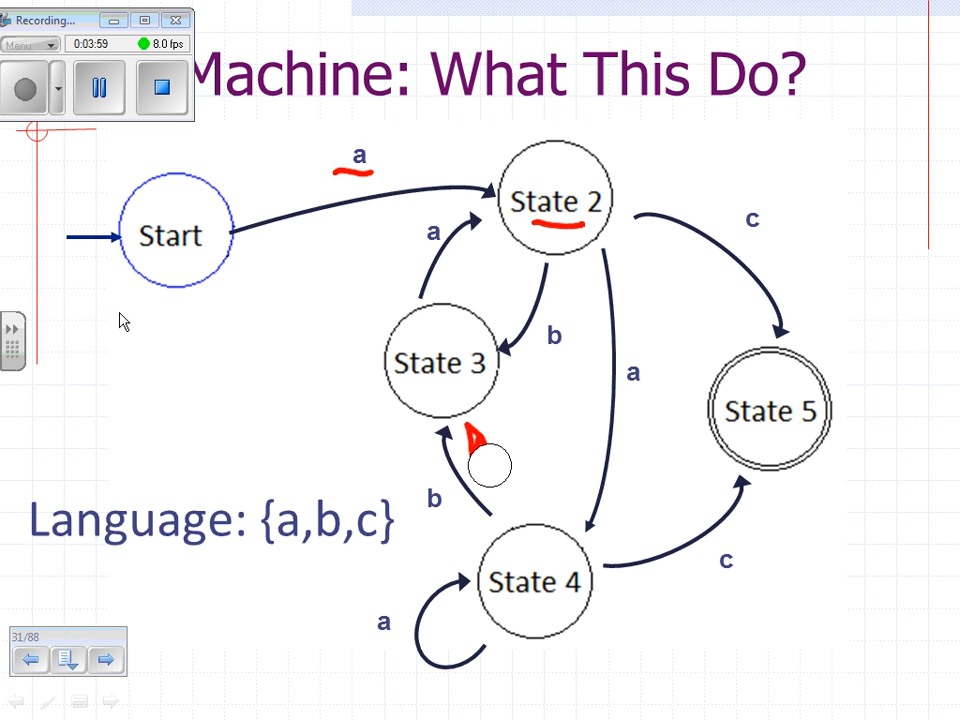 Recording...
Menu
0:03:59
8.0 fps
Machine: What This Do?
a
State 2
c
Start
a
b
State 3
a
State 5
b
Language: {a,b,c}
c
State 4
a
31/88